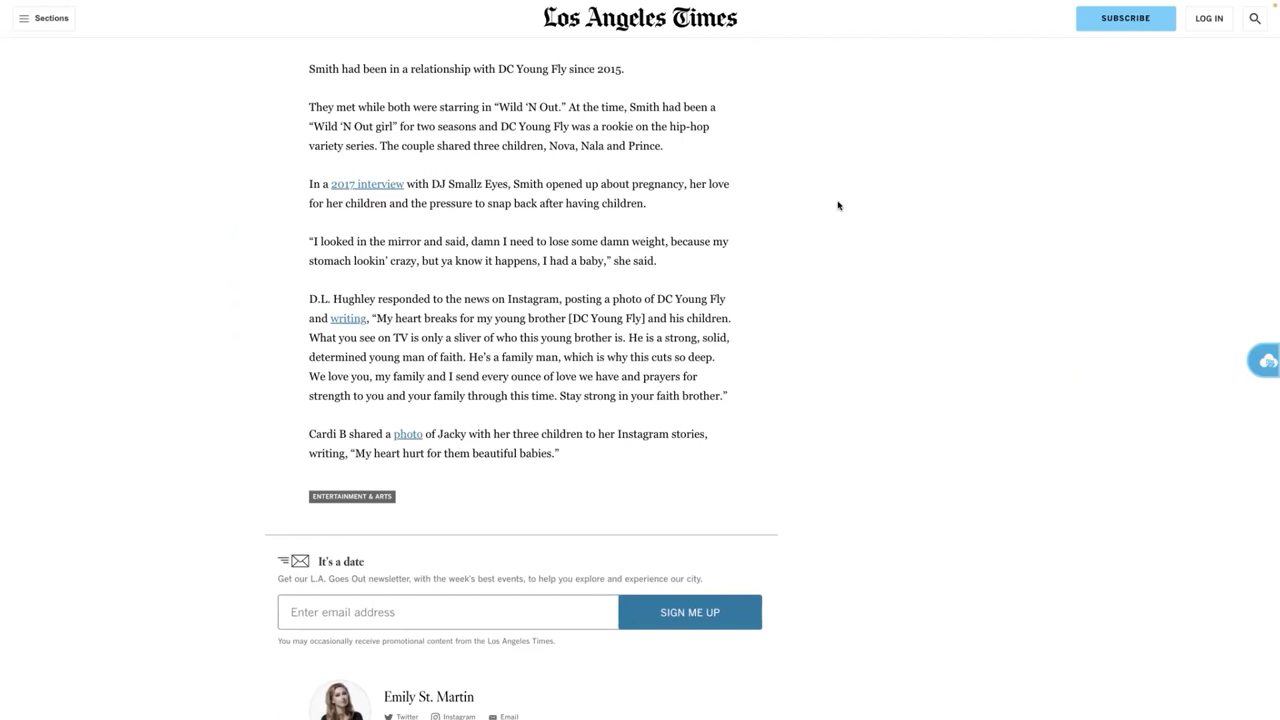 Sections
Los Angeles Times
SUBSCRIBE
LOG IN
Smith had been in a relationship with DC Young Fly since 2015.
They met while both were starring in “Wild ‘N Out.” At the time, Smith had been a
“Wild ‘N Out girl” for two seasons and DC Young Fly was a rookie on the hip-hop
variety series. The couple shared three children, Nova, Nala and Prince.
In a 2017 interview with DJ Smallz Eyes, Smith opened up about pregnancy, her love
for her children and the pressure to snap back after having children.
“I looked in the mirror and said, damn I need to lose some damn weight, because my
stomach lookin’ crazy, but ya know it happens, I had a baby,” she said.
D.L. Hughley responded to the news on Instagram, posting a photo of DC Young Fly
and writing, “My heart breaks for my young brother [DC Young Fly] and his children.
What you see on TV is only a sliver of who this young brother is. He is a strong, solid,
determined young man of faith. He’s a family man, which is why this cuts so deep.
We love you, my family and I send every ounce of love we have and prayers for
strength to you and your family through this time. Stay strong in your faith brother.”
Cardi B shared a photo of Jacky with her three children to her Instagram stories,
writing, “My heart hurt for them beautiful babies.”
ENTERTAINMENT & ARTS
It’s a date
Get our L.A. Goes Out newsletter, with the week’s best events, to help you explore and experience our city.
Enter email address
SIGN ME UP
You may occasionally receive promotional content from the Los Angeles Times.
Emily St. Martin
Twitter
Instagram
Email